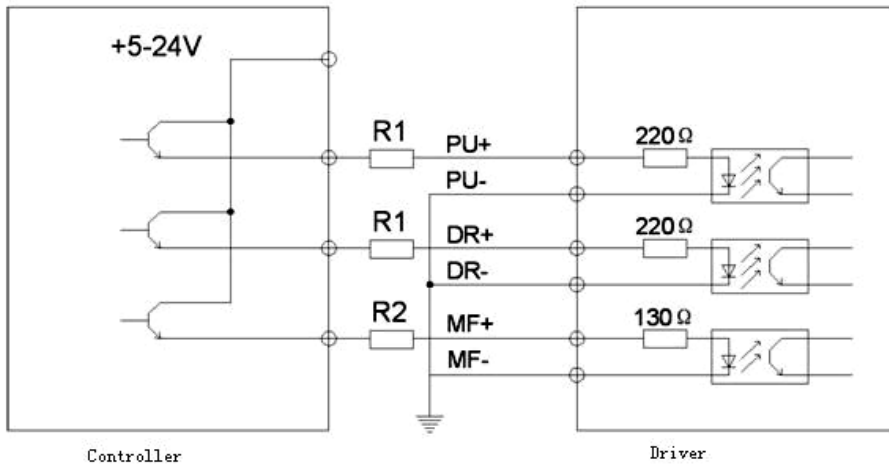 +5-24V
R1
PU+
220Ω
PU-
R1
DR+
220Ω
DR-
R2
MF+
130Ω
MF-
Controller
Driver